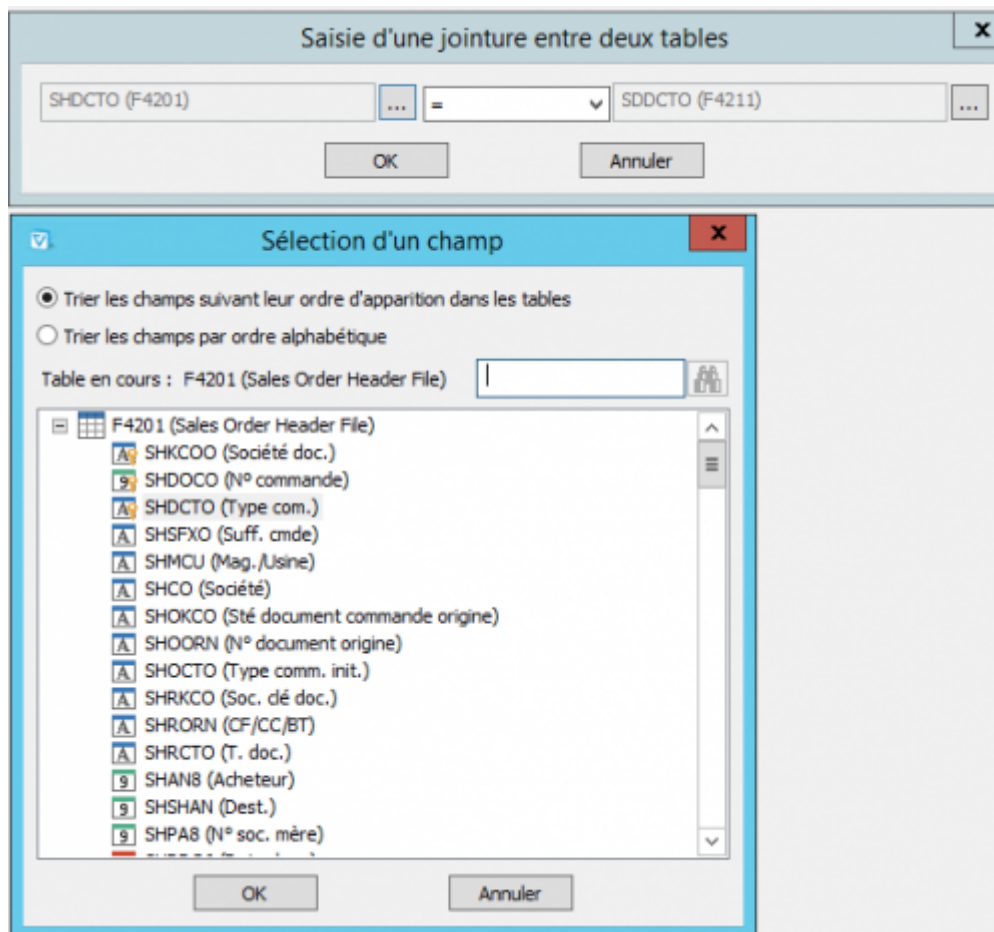 Saisie d'une jointure entre deux tables
x
SHDCTO (F4201) ... = SDDCTO (F4211) ...
OK Annuler
Sélection d'un champ
x
Trier les champs suivant leur ordre d'apparition dans les tables
Trier les champs par ordre alphabétique
Table en cours : F4201 (Sales Order Header File)
F4201 (Sales Order Header File)
SHKCOO (Société doc.)
SHDOCO (Nº commande)
SHDCTO (Type com.)
SHSFXO (Suff. cmde)
SHMCU (Mag./Usine)
SHCO (Société)
SHOKCO (Sté document commande origine)
SHOORN (Nº document origine)
SHOCTO (Type comm. init.)
SHRKCO (Soc. clé doc.)
SHRORN (CF/CC/BT)
SHRCTO (T. doc.)
SHAN8 (Acheteur)
SHSHAN (Dest.)
SHPA8 (Nº soc. mère)
OK Annuler